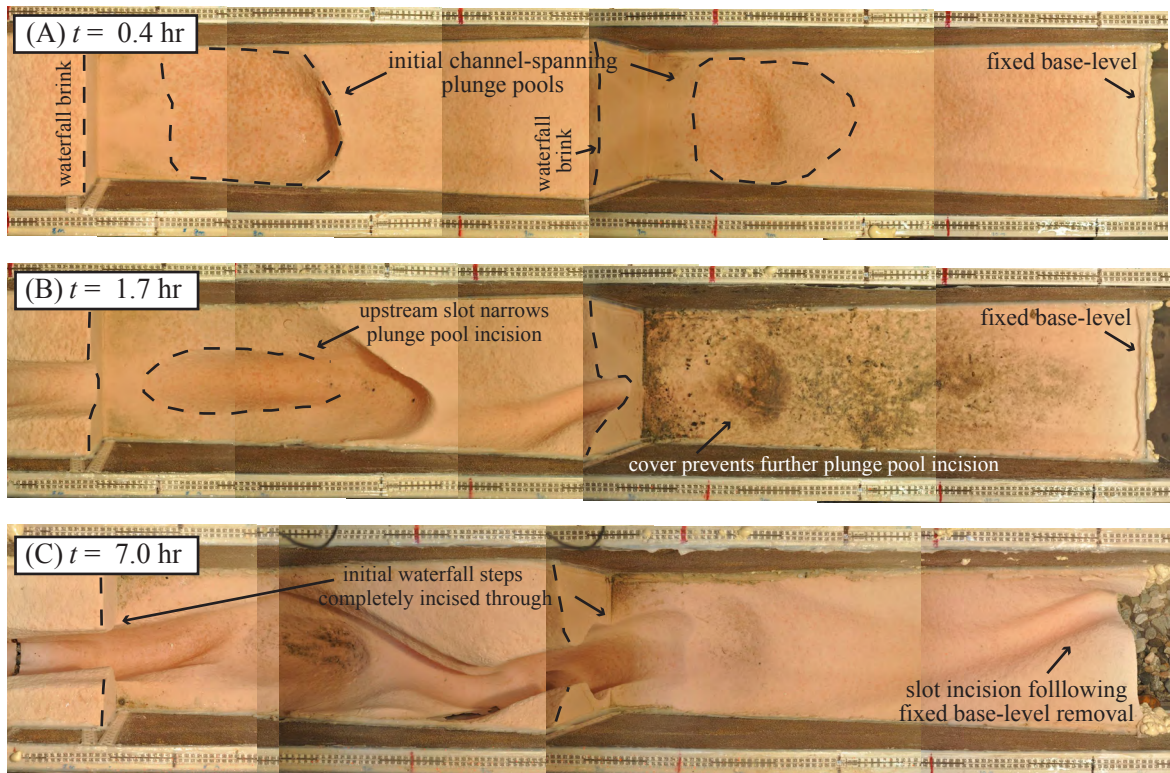 (A) t = 0.4 hr
waterfall brink
initial channel-spanning
plunge pools
waterfall
brink
fixed base-level
(B) t = 1.7 hr
upstream slot narrows
plunge pool incision
fixed base-level
cover prevents further plunge pool incision
(C) t = 7.0 hr
initial waterfall steps
completely incised through
slot incision folllowing
fixed base-level removal